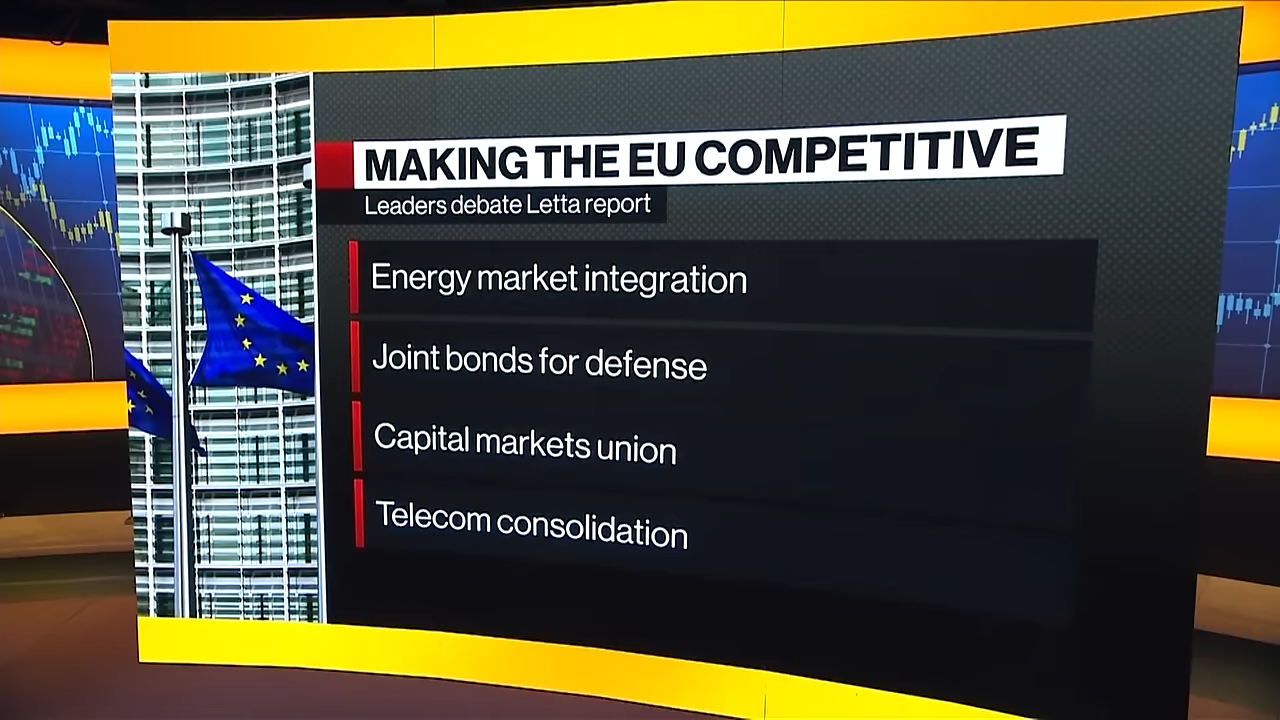 MAKING THE EU COMPETITIVE
Leaders debate Letta report
Energy market integration
Joint bonds for defense
Capital markets union
Telecom consolidation